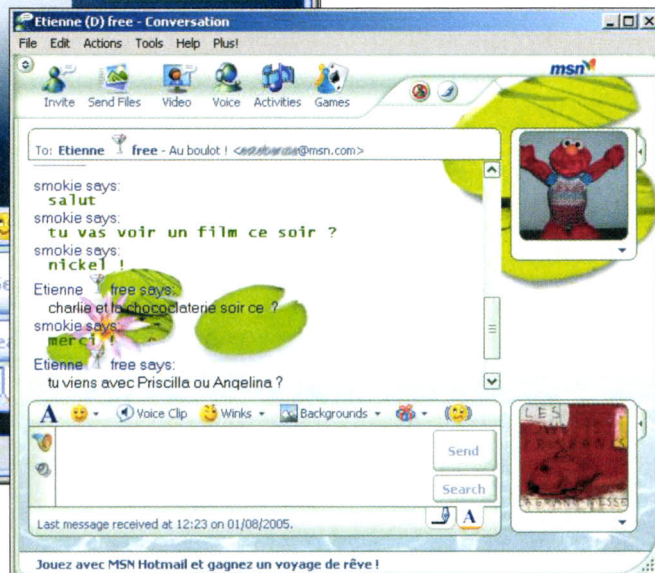 Etienne (D) free - Conversation
File Edit Actions Tools Help Plus!
msn
Invite Send Files Video Voice Activities Games
To: Etienne free - Au boulot ! <@msn.com>
smokie says:
salut
smokie says:
tu vas voir un film ce soir ?
smokie says:
nickel !
Etienne free says:
charlie et la chococlaterie soir ce ?
smokie says:
merci !
Etienne free says:
tu viens avec Priscilla ou Angelina ?
A Voice Clip Winks Backgrounds
Send
Search
LES
Last message received at 12:23 on 01/08/2005.
A
Jouez avec MSN Hotmail et gagnez un voyage de rêve !